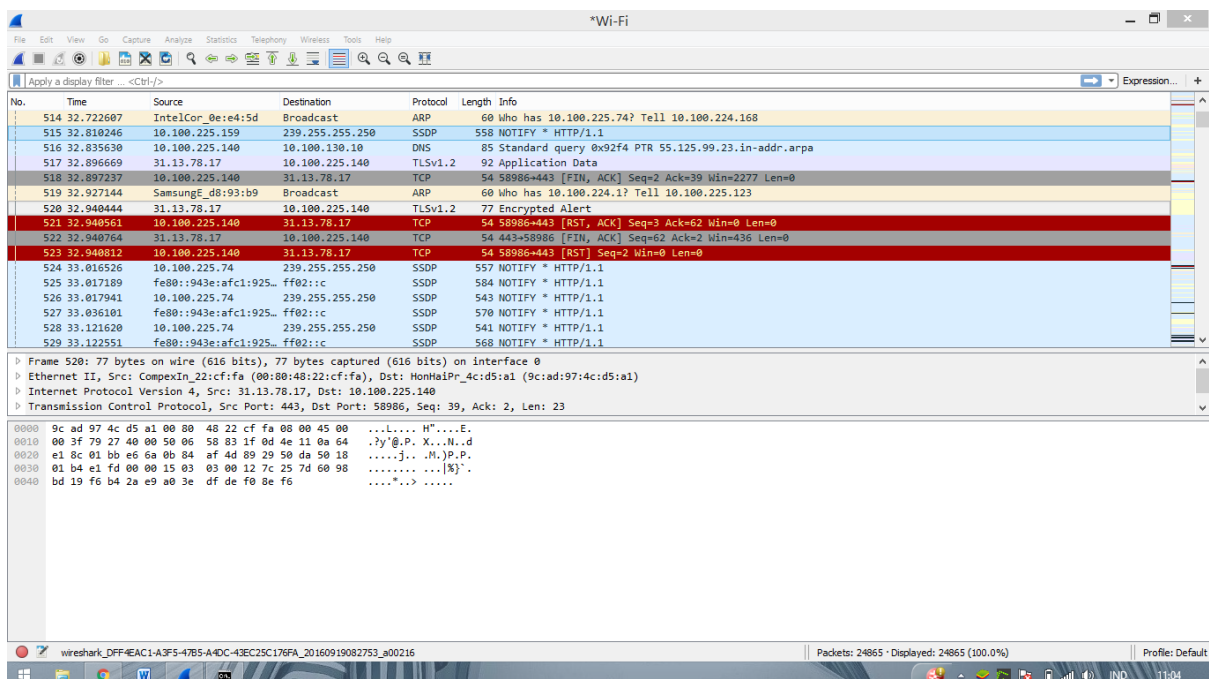 *Wi-Fi
File Edit View Go Capture Analyze Statistics Telephony Wireless Tools Help
Apply a display filter ... <Ctrl-/> Expression... +
No. Time Source Destination Protocol Length Info
514 32.722607 IntelCor_0e:e4:5d Broadcast ARP 60 Who has 10.100.225.74? Tell 10.100.224.168
515 32.810246 10.100.225.159 239.255.255.250 SSDP 558 NOTIFY * HTTP/1.1
516 32.835630 10.100.225.140 10.100.130.10 DNS 85 Standard query 0x92f4 PTR 55.125.99.23.in-addr.arpa
517 32.896669 31.13.78.17 10.100.225.140 TLSv1.2 92 Application Data
518 32.897237 10.100.225.140 31.13.78.17 TCP 54 58986→443 [FIN, ACK] Seq=2 Ack=39 Win=2277 Len=0
519 32.927144 SamsungE_d8:93:b9 Broadcast ARP 60 Who has 10.100.224.1? Tell 10.100.225.123
520 32.940444 31.13.78.17 10.100.225.140 TLSv1.2 77 Encrypted Alert
521 32.940561 10.100.225.140 31.13.78.17 TCP 54 58986→443 [RST, ACK] Seq=3 Ack=62 Win=0 Len=0
522 32.940764 31.13.78.17 10.100.225.140 TCP 54 443→58986 [FIN, ACK] Seq=62 Ack=2 Win=436 Len=0
523 32.940812 10.100.225.140 31.13.78.17 TCP 54 58986→443 [RST] Seq=2 Win=0 Len=0
524 33.016526 10.100.225.74 239.255.255.250 SSDP 557 NOTIFY * HTTP/1.1
525 33.017189 fe80::943e:afc1:925… ff02::c SSDP 584 NOTIFY * HTTP/1.1
526 33.017941 10.100.225.74 239.255.255.250 SSDP 543 NOTIFY * HTTP/1.1
527 33.036101 fe80::943e:afc1:925… ff02::c SSDP 570 NOTIFY * HTTP/1.1
528 33.121620 10.100.225.74 239.255.255.250 SSDP 541 NOTIFY * HTTP/1.1
529 33.122551 fe80::943e:afc1:925… ff02::c SSDP 568 NOTIFY * HTTP/1.1
Frame 520: 77 bytes on wire (616 bits), 77 bytes captured (616 bits) on interface 0
Ethernet II, Src: CompexIn_22:cf:fa (00:80:48:22:cf:fa), Dst: HonHaiPr_4c:d5:a1 (9c:ad:97:4c:d5:a1)
Internet Protocol Version 4, Src: 31.13.78.17, Dst: 10.100.225.140
Transmission Control Protocol, Src Port: 443, Dst Port: 58986, Seq: 39, Ack: 2, Len: 23
0000 9c ad 97 4c d5 a1 00 80 48 22 cf fa 08 00 45 00 ...L.... H"....E.
0010 00 3f 79 27 40 00 50 06 58 83 1f 0d 4e 11 0a 64 .?y'@.P. X...N..d
0020 e1 8c 01 bb e6 6a 0b 84 af 4d 89 29 50 da 50 18 .....j.. .M.)P.P.
0030 01 b4 e1 fd 00 00 15 03 03 00 12 7c 25 7d 60 98 ........ ...|%}`.
0040 bd 19 f6 b4 2a e9 a0 3e df de f0 8e f6 ....*..> .....
wireshark_DFF4EAC1-A3F5-47B5-A4DC-43EC25C176FA_20160919082753_a00216 Packets: 24865 · Displayed: 24865 (100.0%) Profile: Default
IND 11:04